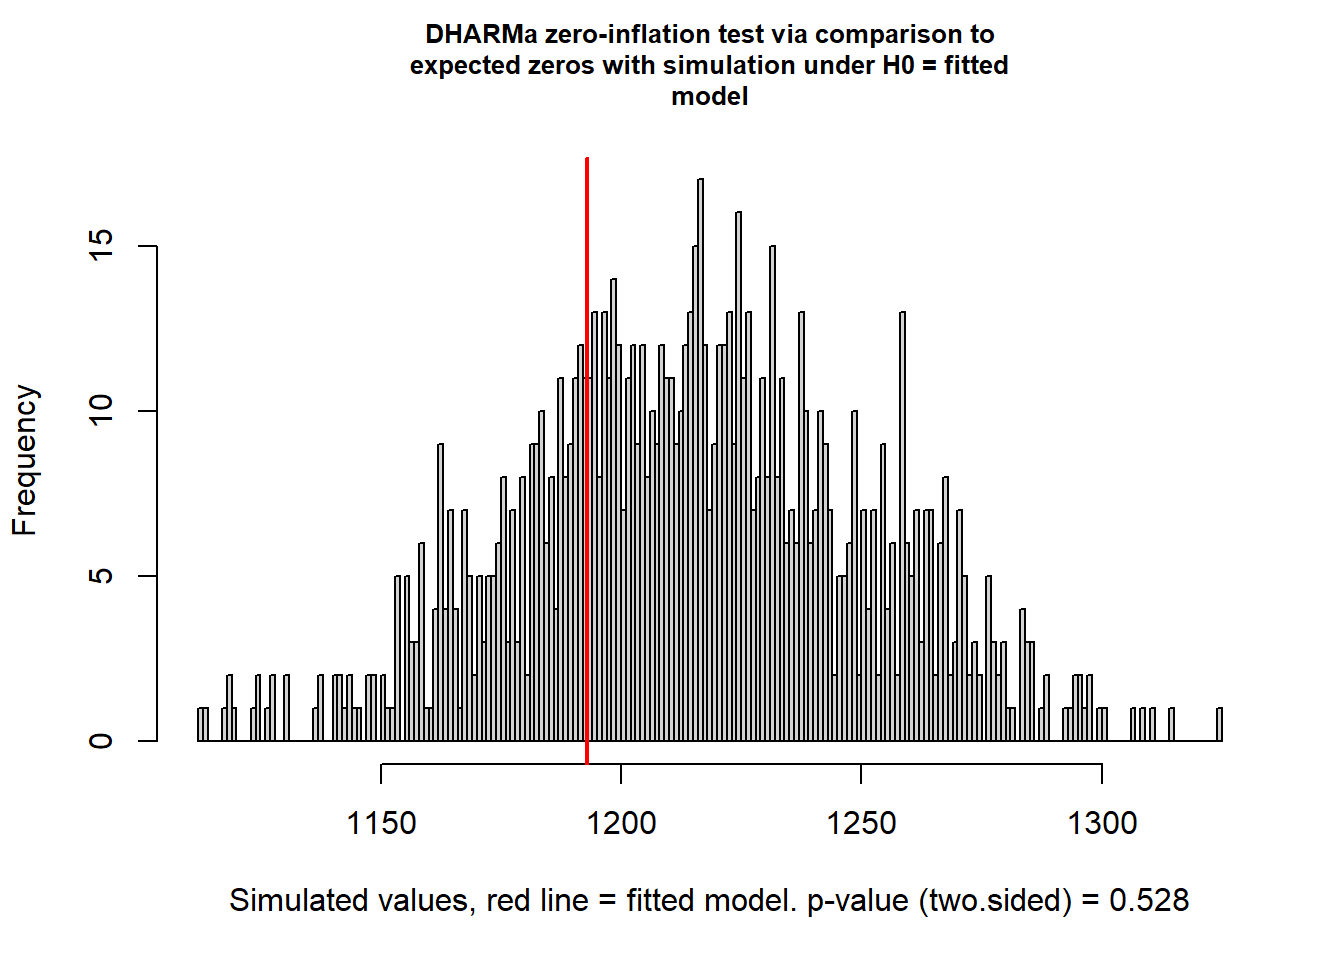 DHARMa zero-inflation test via comparison to
expected zeros with simulation under H0 = fitted
model
Frequency
15
10
5
0
1150 1200 1250 1300
Simulated values, red line = fitted model. p-value (two.sided) = 0.528